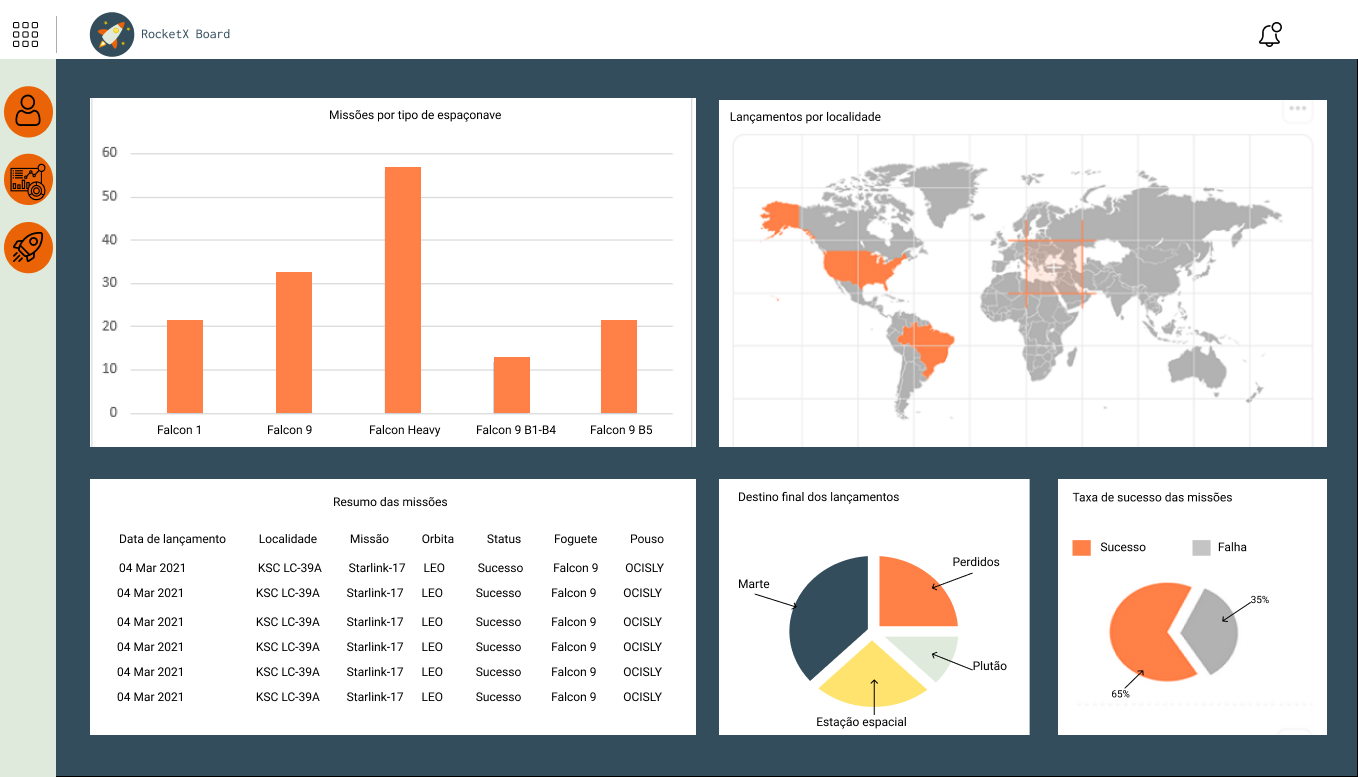 RocketX Board
Missões por tipo de espaçonave
60
50
40
30
20
10
0
Falcon 1 Falcon 9 Falcon Heavy Falcon 9 B1-B4 Falcon 9 B5
Lançamentos por localidade
Resumo das missões
Data de lançamento Localidade Missão Orbita Status Foguete Pouso
04 Mar 2021 KSC LC-39A Starlink-17 LEO Sucesso Falcon 9 OCISLY
04 Mar 2021 KSC LC-39A Starlink-17 LEO Sucesso Falcon 9 OCISLY
04 Mar 2021 KSC LC-39A Starlink-17 LEO Sucesso Falcon 9 OCISLY
04 Mar 2021 KSC LC-39A Starlink-17 LEO Sucesso Falcon 9 OCISLY
04 Mar 2021 KSC LC-39A Starlink-17 LEO Sucesso Falcon 9 OCISLY
04 Mar 2021 KSC LC-39A Starlink-17 LEO Sucesso Falcon 9 OCISLY
Destino final dos lançamentos
Perdidos
Marte
Plutão
Estação espacial
Taxa de sucesso das missões
Sucesso Falha
35%
65%